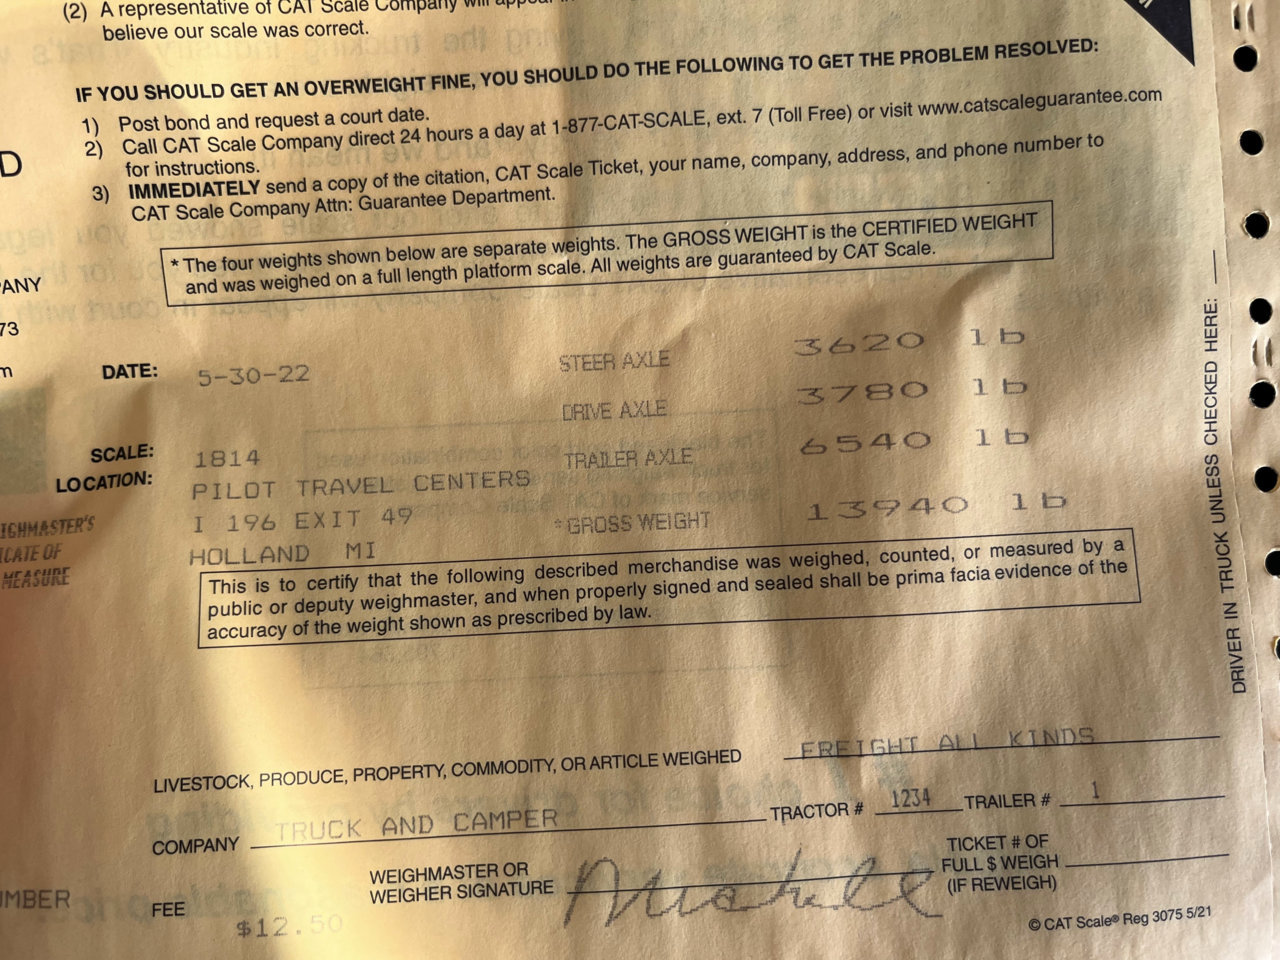 (2) A representative of CAT Scale Company will appear in
believe our scale was correct.
IF YOU SHOULD GET AN OVERWEIGHT FINE, YOU SHOULD DO THE FOLLOWING TO GET THE PROBLEM RESOLVED:
1) Post bond and request a court date.
2) Call CAT Scale Company direct 24 hours a day at 1-877-CAT-SCALE, ext. 7 (Toll Free) or visit www.catscaleguarantee.com
for instructions.
3) IMMEDIATELY send a copy of the citation, CAT Scale Ticket, your name, company, address, and phone number to
CAT Scale Company Attn: Guarantee Department.
D
* The four weights shown below are separate weights. The GROSS WEIGHT is the CERTIFIED WEIGHT
and was weighed on a full length platform scale. All weights are guaranteed by CAT Scale.
PANY
73
m
DATE: 5-30-22 STEER AXLE 3620 lb
DRIVE AXLE 3780 lb
SCALE: 1814 TRAILER AXLE 6540 lb
LOCATION: PILOT TRAVEL CENTERS
I 196 EXIT 49 *GROSS WEIGHT 13940 lb
HOLLAND MI
IGHMASTER'S
ICATE OF
MEASURE
This is to certify that the following described merchandise was weighed, counted, or measured by a
public or deputy weighmaster, and when properly signed and sealed shall be prima facia evidence of the
accuracy of the weight shown as prescribed by law.
DRIVER IN TRUCK UNLESS CHECKED HERE:
LIVESTOCK, PRODUCE, PROPERTY, COMMODITY, OR ARTICLE WEIGHED FREIGHT ALL KINDS
COMPANY TRUCK AND CAMPER TRACTOR # 1234 TRAILER # 1
WEIGHMASTER OR
WEIGHER SIGNATURE
TICKET # OF
FULL $ WEIGH
(IF REWEIGH)
UMBER
FEE
$12.50
© CAT Scale® Reg 3075 5/21